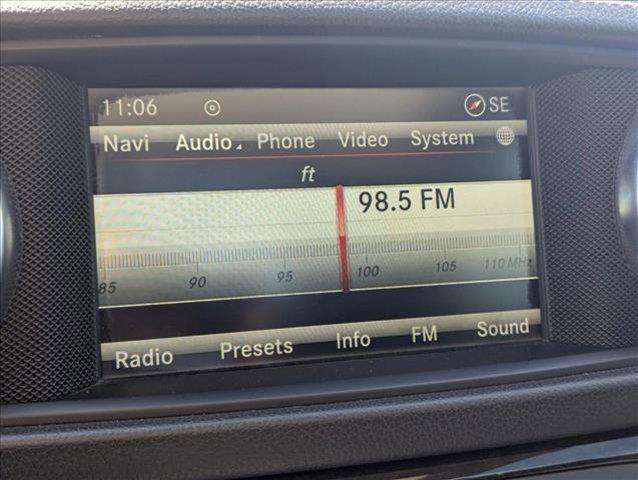 11:06 SE
Navi Audio Phone Video System
ft
98.5 FM
85 90 95 100 105 110 MHz
Radio Presets Info FM Sound